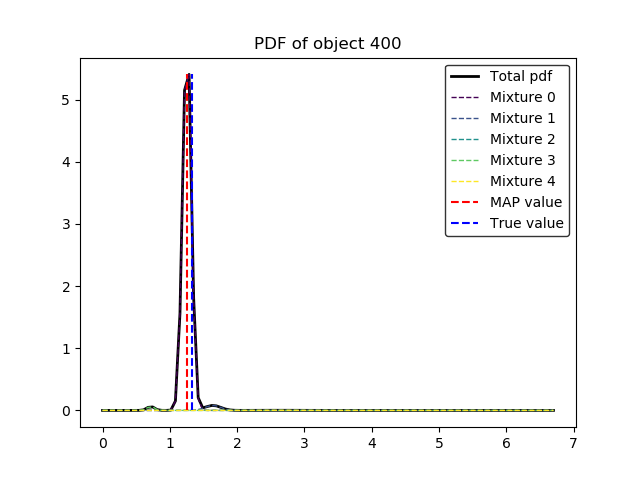 PDF of object 400
Total pdf
Mixture 0
Mixture 1
Mixture 2
Mixture 3
Mixture 4
MAP value
True value
5
4
3
2
1
0
0 1 2 3 4 5 6 7